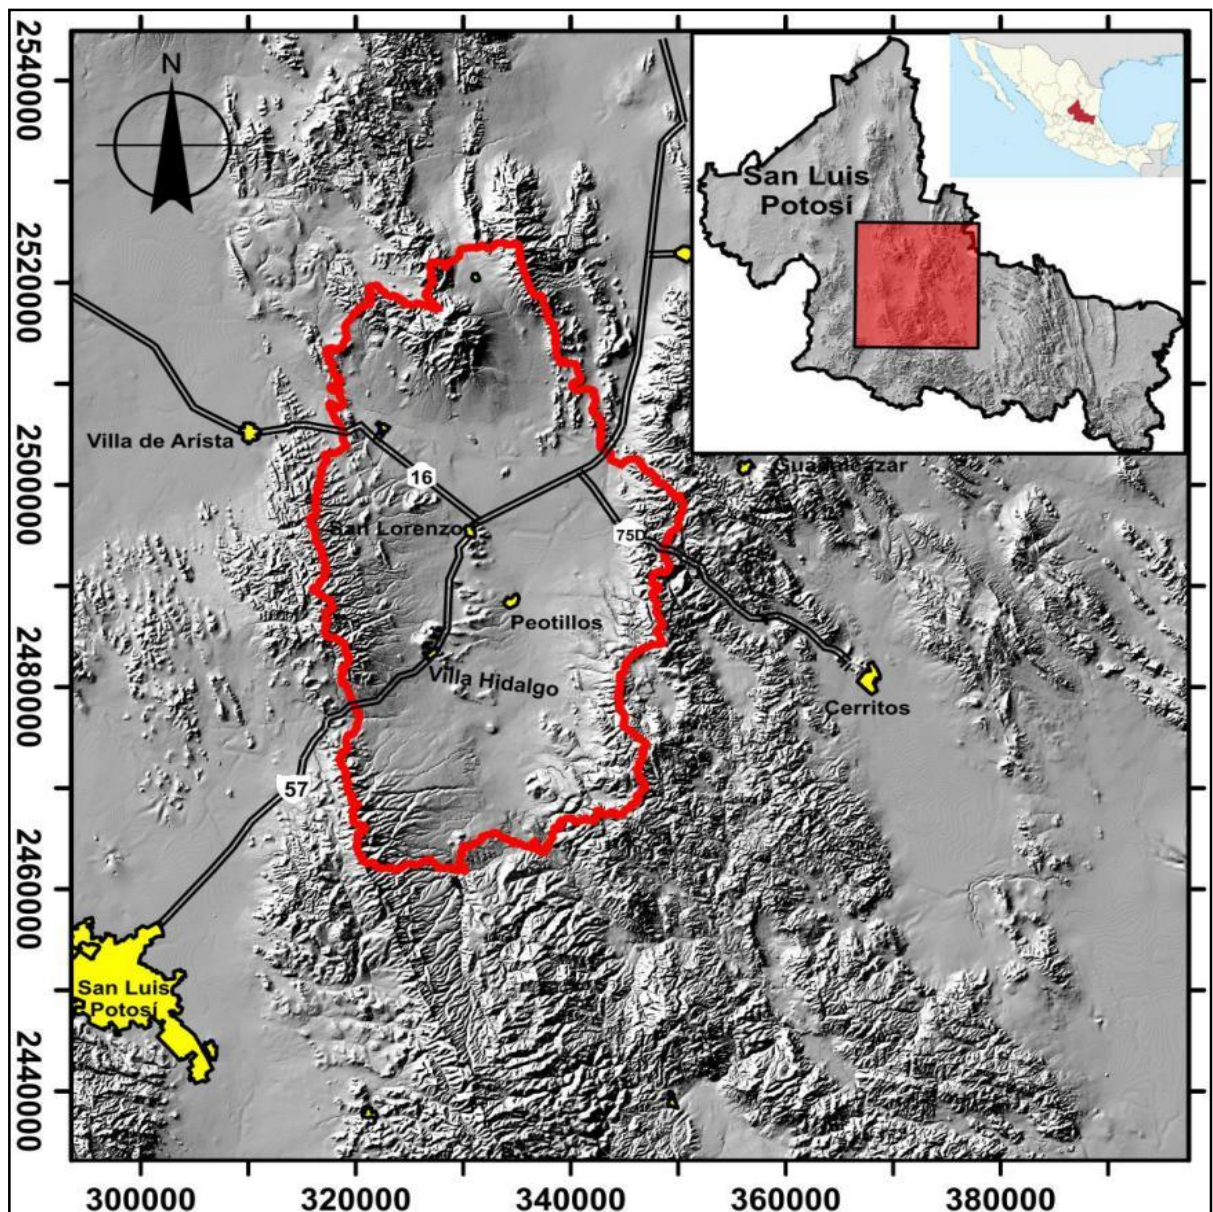 N
San Luis
Potosí
Villa de Arista
Guadalcazar
16
San Lorenzo
75D
Peotillos
Villa Hidalgo
Cerritos
57
San Luis
Potosí
2540000
2520000
2500000
2480000
2460000
2440000
300000
320000
340000
360000
380000